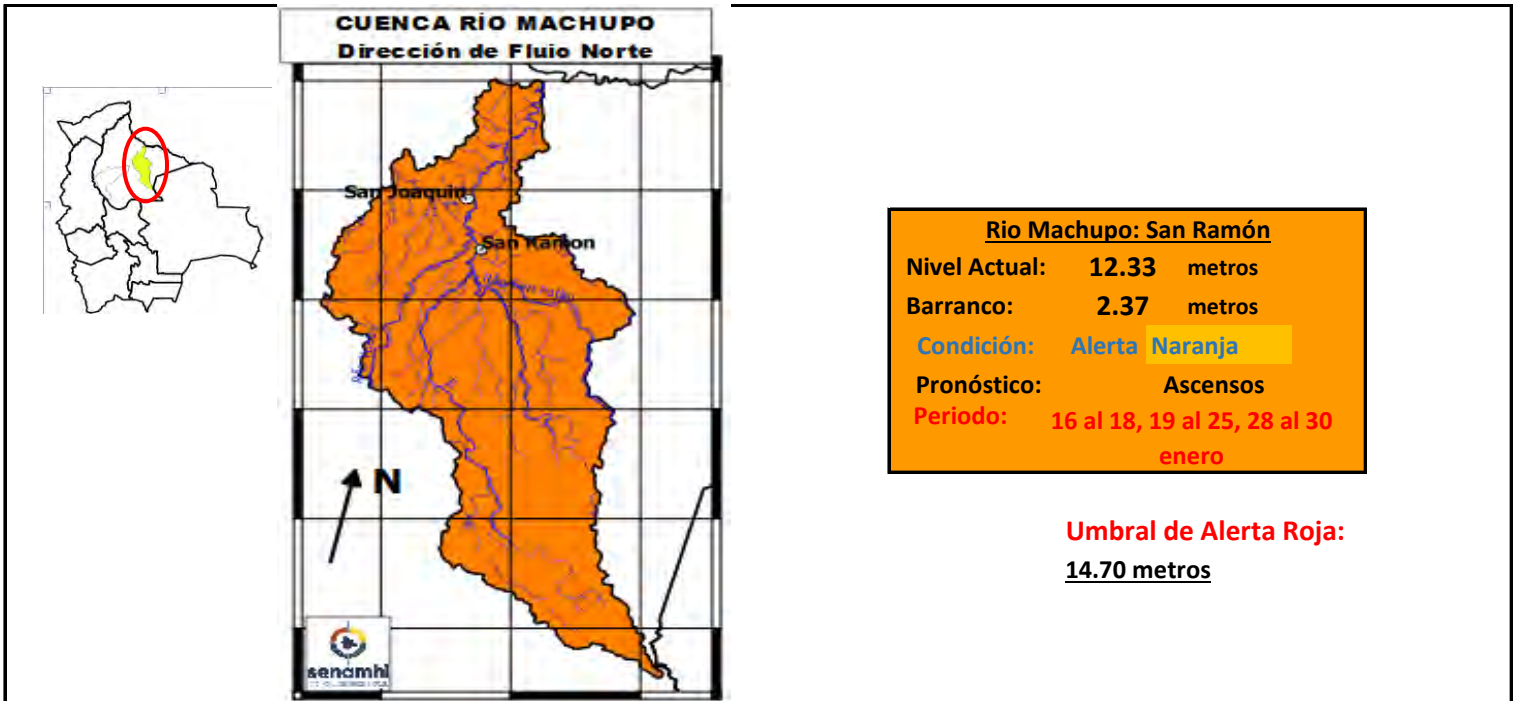 CUENCA RÍO MACHUPO
Dirección de Flujo Norte
San Joaquin
San Ramon
N
senamhi
Rio Machupo: San Ramón
Nivel Actual: 12.33 metros
Barranco: 2.37 metros
Condición: Alerta Naranja
Pronóstico: Ascensos
Periodo: 16 al 18, 19 al 25, 28 al 30
enero
Umbral de Alerta Roja:
14.70 metros